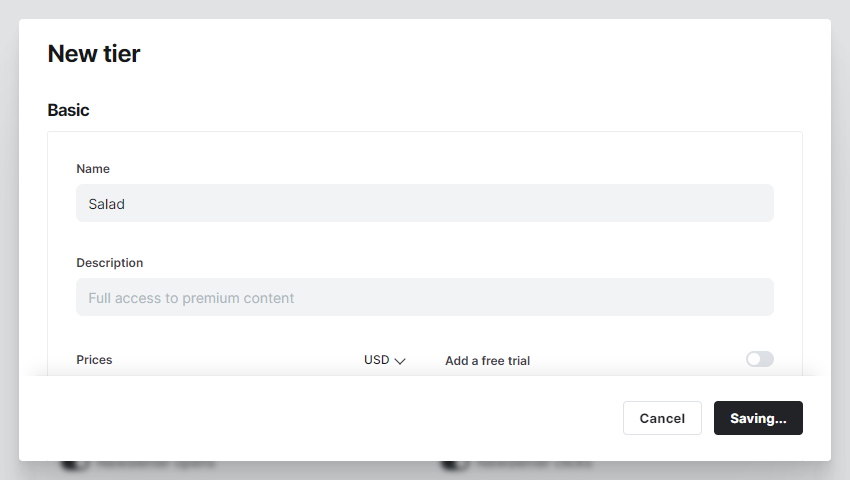 New tier
Basic
Name
Salad
Description
Full access to premium content
Prices USD Add a free trial
Cancel Saving...